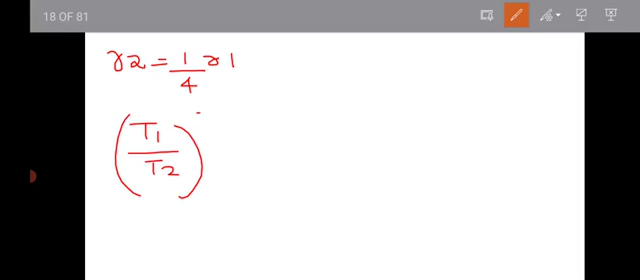 18 OF 81
r2 = 1/4 r1
(T1/T2)